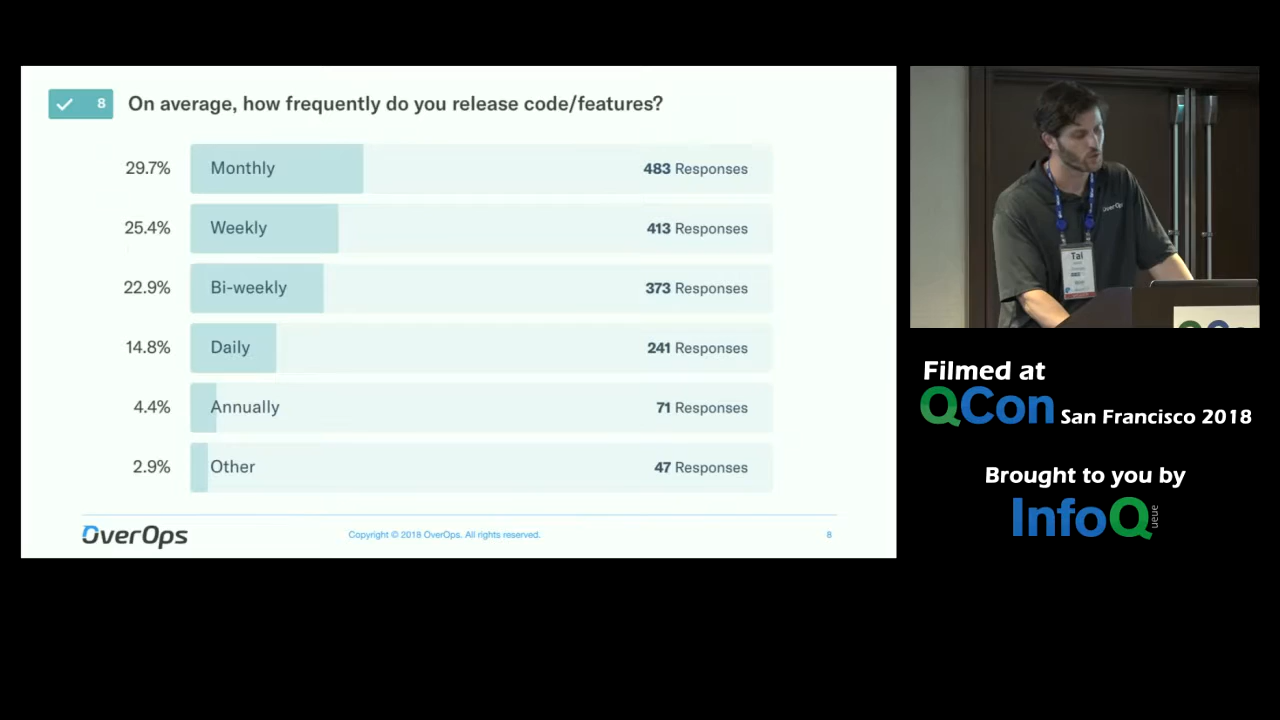 8 On average, how frequently do you release code/features?
29.7% Monthly 483 Responses
25.4% Weekly 413 Responses
22.9% Bi-weekly 373 Responses
14.8% Daily 241 Responses
4.4% Annually 71 Responses
2.9% Other 47 Responses
OverOps Copyright © 2018 OverOps. All rights reserved. 8
OverOps
Tal
Filmed at
QCon San Francisco 2018
Brought to you by
InfoQ